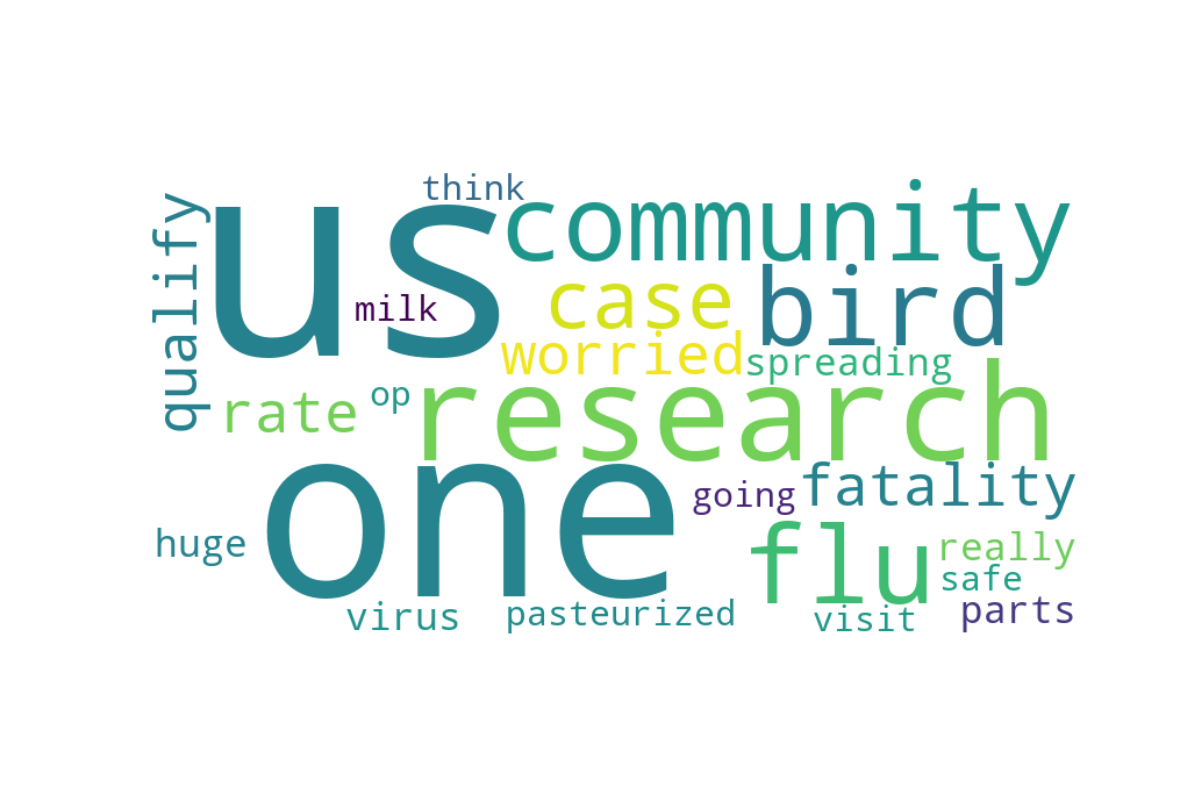 think
us
community
qualify
milk
case
bird
worried
spreading
rate
op
research
one
going
fatality
huge
flu
really
safe
virus
pasteurized
visit
parts